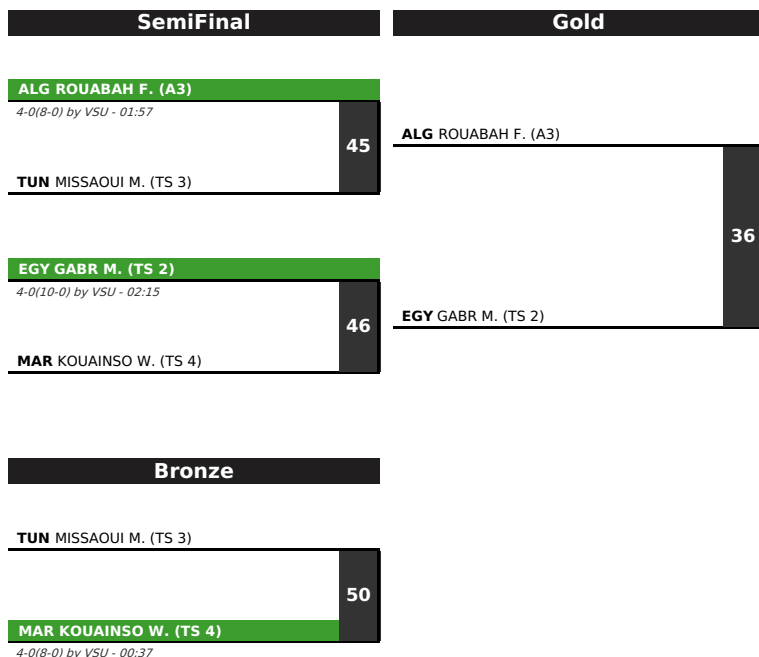 SemiFinal
ALG ROUABAH F. (A3)
4-0(8-0) by VSU - 01:57
45
TUN MISSAOUI M. (TS 3)
EGY GABR M. (TS 2)
4-0(10-0) by VSU - 02:15
46
MAR KOUAINSO W. (TS 4)
Gold
ALG ROUABAH F. (A3)
36
EGY GABR M. (TS 2)
Bronze
TUN MISSAOUI M. (TS 3)
50
MAR KOUAINSO W. (TS 4)
4-0(8-0) by VSU - 00:37